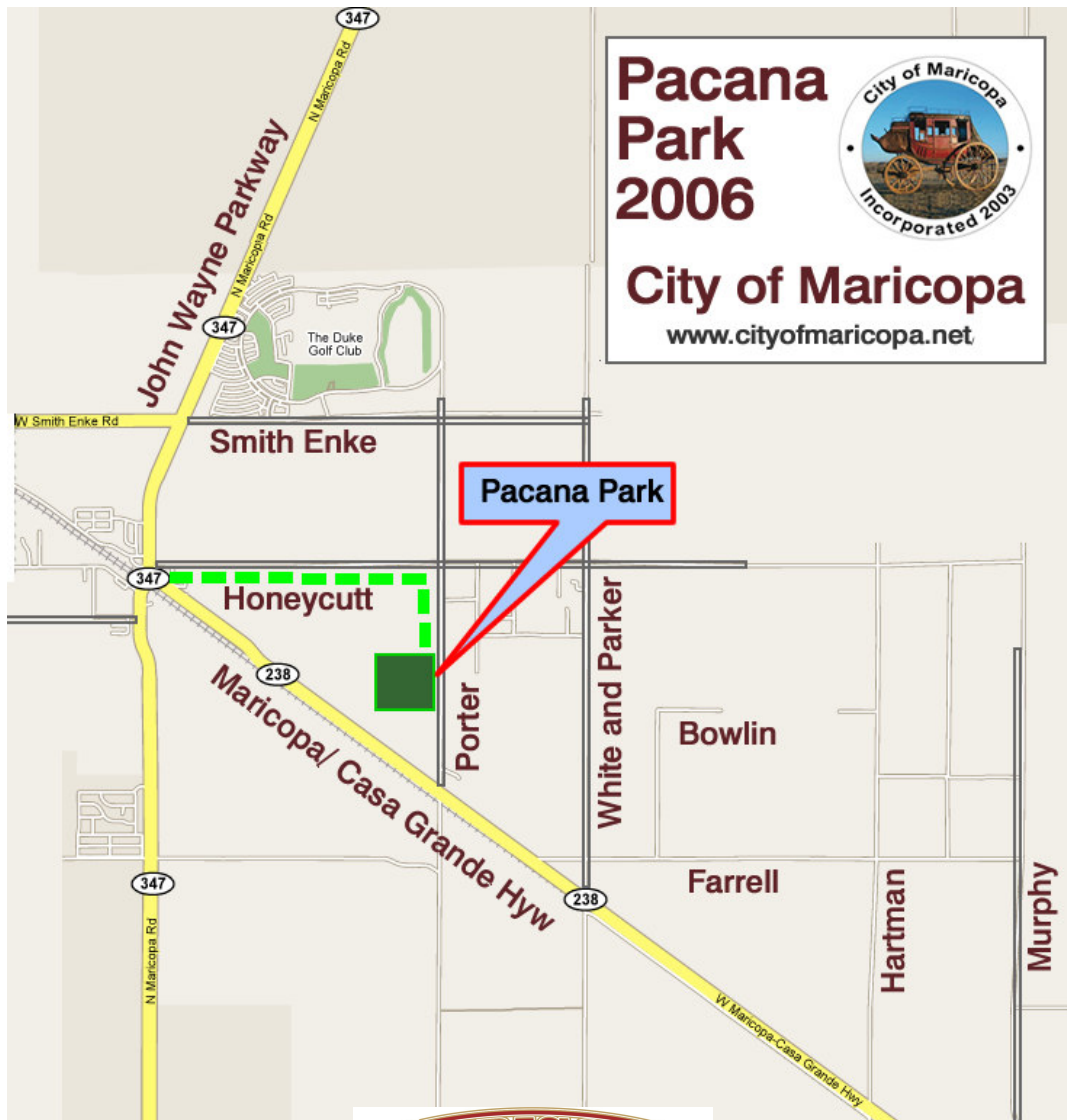 347
N Maricopa Rd
John Wayne Parkway
N Maricopia Rd
347
Pacana
Park
2006
City of Maricopa
Incorporated 2003
City of Maricopa
www.cityofmaricopa.net
The Duke
Golf Club
W Smith Enke Rd
Smith Enke
Pacana Park
347
Honeycutt
238
Maricopa/ Casa Grande Hyw
Porter
White and Parker
Bowlin
Farrell
347
N Maricopa Rd
238
Hartman
Murphy
W Maricopa-Casa Grande Hwy